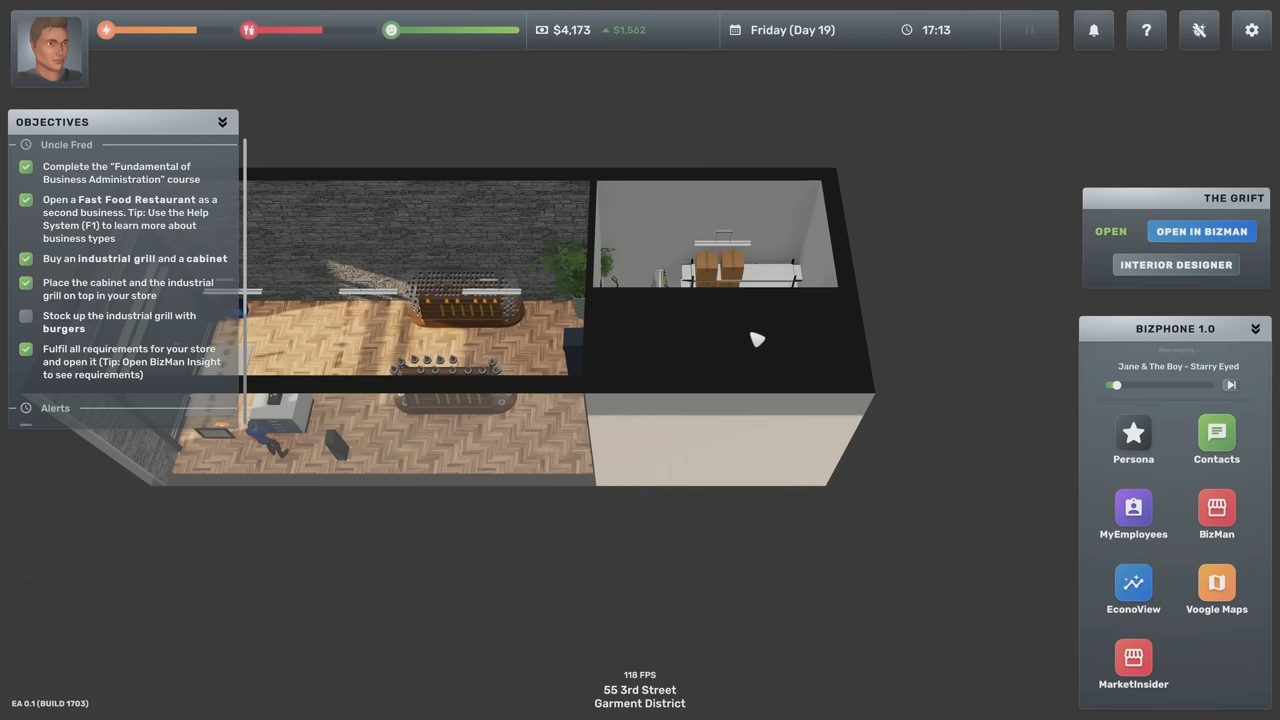 $4,173
$1,562
Friday (Day 19)
17:13
OBJECTIVES
Uncle Fred
Complete the "Fundamental of
Business Administration" course
Open a Fast Food Restaurant as a
second business. Tip: Use the Help
System (F1) to learn more about
business types
Buy an industrial grill and a cabinet
Place the cabinet and the industrial
grill on top in your store
Stock up the industrial grill with
burgers
Fulfil all requirements for your store
and open it (Tip: Open BizMan Insight
to see requirements)
Alerts
THE GRIFT
OPEN
OPEN IN BIZMAN
INTERIOR DESIGNER
BIZPHONE 1.0
Now playing...
Jane & The Boy - Starry Eyed
Persona
Contacts
MyEmployees
BizMan
EconoView
Voogle Maps
MarketInsider
118 FPS
55 3rd Street
Garment District
EA 0.1 (BUILD 1703)